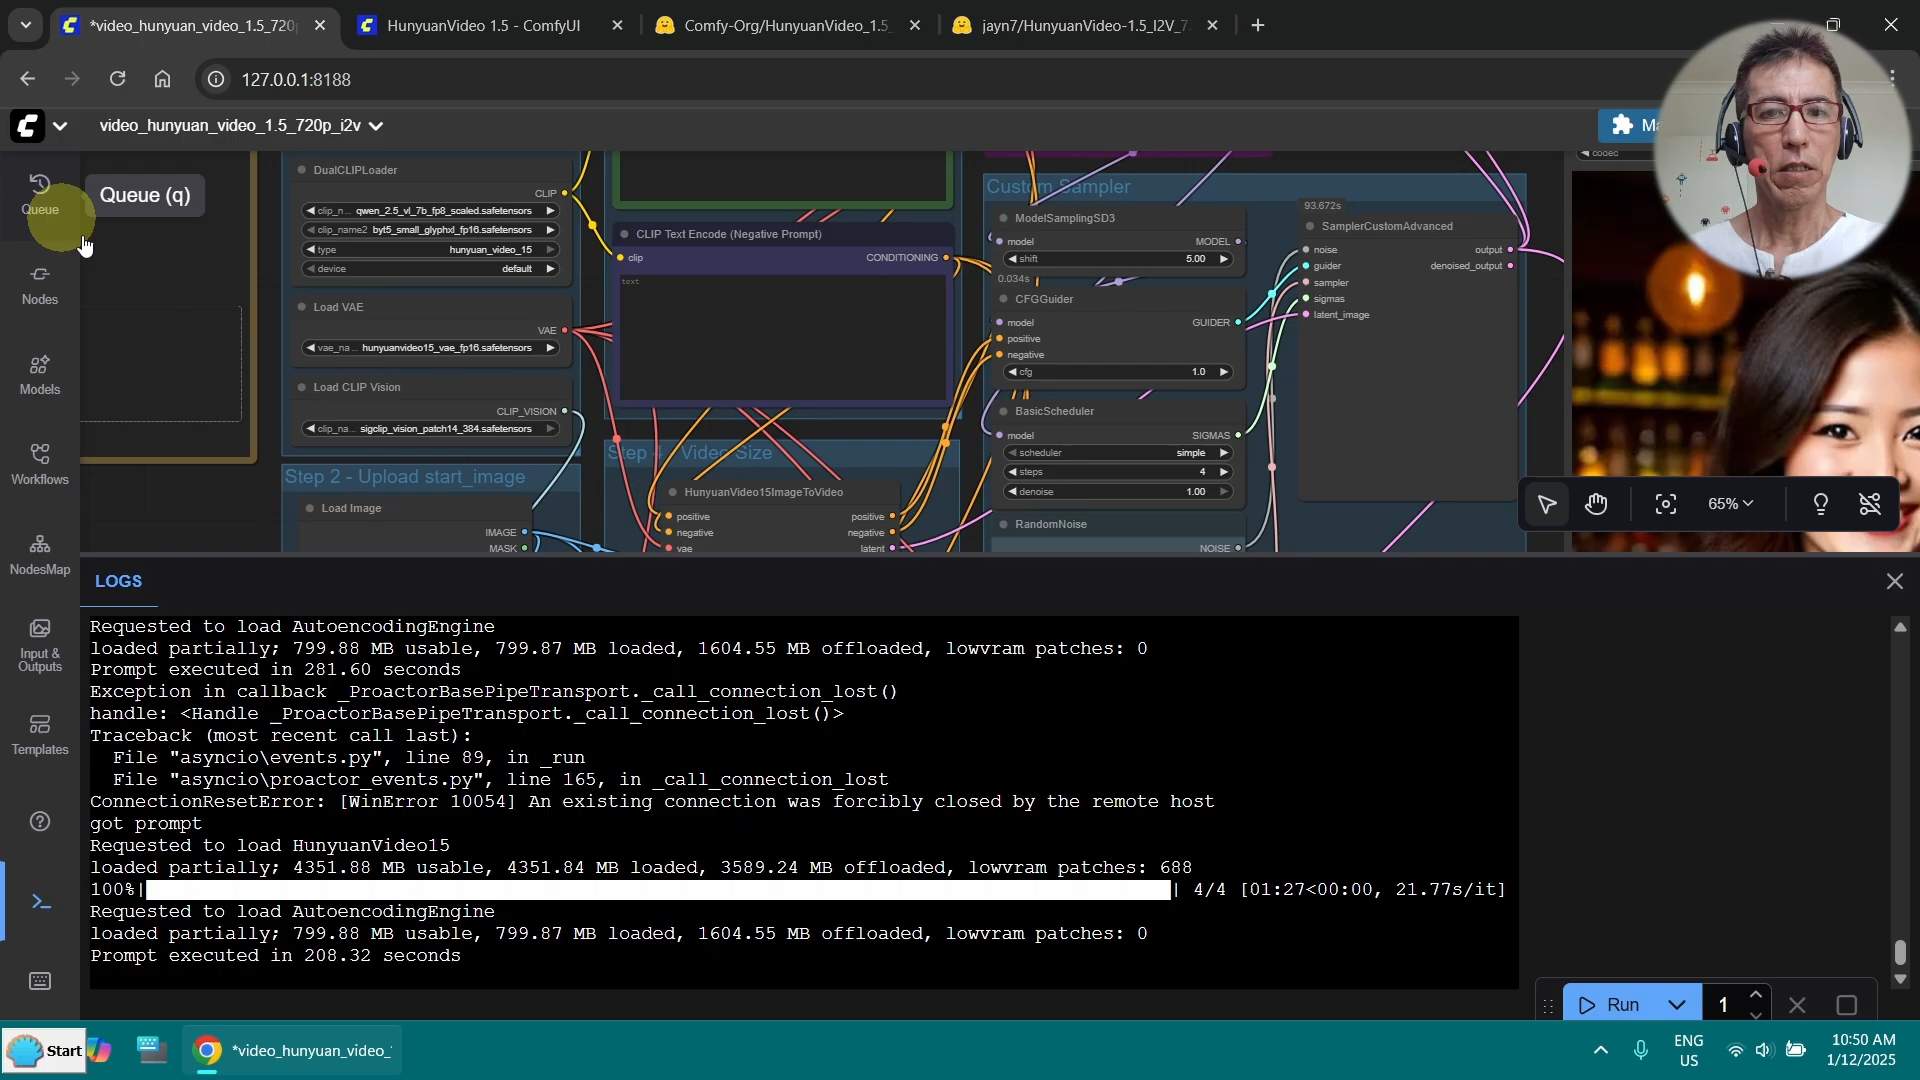 *video_hunyuan_video_1.5_720p
HunyuanVideo 1.5 - ComfyUI
Comfy-Org/HunyuanVideo_1.5_
jayn7/HunyuanVideo-1.5_I2V_7
127.0.0.1:8188
video_hunyuan_video_1.5_720p_i2v
Ma
Queue
Queue (q)
Nodes
Models
Workflows
NodesMap
Input &
Outputs
Templates
DualCLIPLoader
CLIP
clip_n... qwen_2.5_vl_7b_fp8_scaled.safetensors
clip_name2 byt5_small_glyphxl_fp16.safetensors
type hunyuan_video_15
device default
Load VAE
VAE
vae_na... hunyuanvideo15_vae_fp16.safetensors
Load CLIP Vision
CLIP_VISION
clip_na... sigclip_vision_patch14_384.safetensors
Step 2 - Upload start_image
Load Image
IMAGE
MASK
CLIP Text Encode (Negative Prompt)
clip CONDITIONING
text
Step 4 - Video Size
HunyuanVideo15ImageToVideo
positive positive
negative negative
vae latent
Custom Sampler
ModelSamplingSD3
model MODEL
shift 5.00
0.034s
CFGGuider
model GUIDER
positive
negative
cfg 1.0
BasicScheduler
model SIGMAS
scheduler simple
steps 4
denoise 1.00
RandomNoise
NOISE
93.672s
SamplerCustomAdvanced
noise output
guider denoised_output
sampler
sigmas
latent_image
codec
65%
LOGS
Requested to load AutoencodingEngine
loaded partially; 799.88 MB usable, 799.87 MB loaded, 1604.55 MB offloaded, lowvram patches: 0
Prompt executed in 281.60 seconds
Exception in callback _ProactorBasePipeTransport._call_connection_lost()
handle: <Handle _ProactorBasePipeTransport._call_connection_lost()>
Traceback (most recent call last):
File "asyncio\events.py", line 89, in _run
File "asyncio\proactor_events.py", line 165, in _call_connection_lost
ConnectionResetError: [WinError 10054] An existing connection was forcibly closed by the remote host
got prompt
Requested to load HunyuanVideo15
loaded partially; 4351.88 MB usable, 4351.84 MB loaded, 3589.24 MB offloaded, lowvram patches: 688
100%| | 4/4 [01:27<00:00, 21.77s/it]
Requested to load AutoencodingEngine
loaded partially; 799.88 MB usable, 799.87 MB loaded, 1604.55 MB offloaded, lowvram patches: 0
Prompt executed in 208.32 seconds
Run
1
Start
*video_hunyuan_video_
ENG
US
10:50 AM
1/12/2025